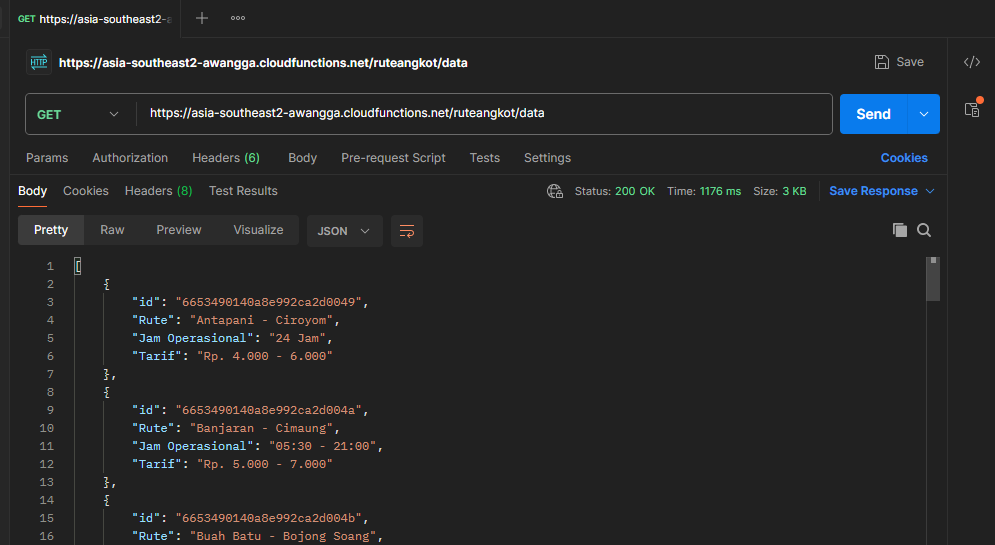 GET https://asia-southeast2-a
HTTP https://asia-southeast2-awangga.cloudfunctions.net/ruteangkot/data Save
GET https://asia-southeast2-awangga.cloudfunctions.net/ruteangkot/data Send
Params Authorization Headers (6) Body Pre-request Script Tests Settings Cookies
Body Cookies Headers (8) Test Results Status: 200 OK Time: 1176 ms Size: 3 KB Save Response
Pretty Raw Preview Visualize JSON
1 [
2 {
3 "id": "6653490140a8e992ca2d0049",
4 "Rute": "Antapani - Ciroyom",
5 "Jam Operasional": "24 Jam",
6 "Tarif": "Rp. 4.000 - 6.000"
7 },
8 {
9 "id": "6653490140a8e992ca2d004a",
10 "Rute": "Banjaran - Cimaung",
11 "Jam Operasional": "05:30 - 21:00",
12 "Tarif": "Rp. 5.000 - 7.000"
13 },
14 {
15 "id": "6653490140a8e992ca2d004b",
16 "Rute": "Buah Batu - Bojong Soang",